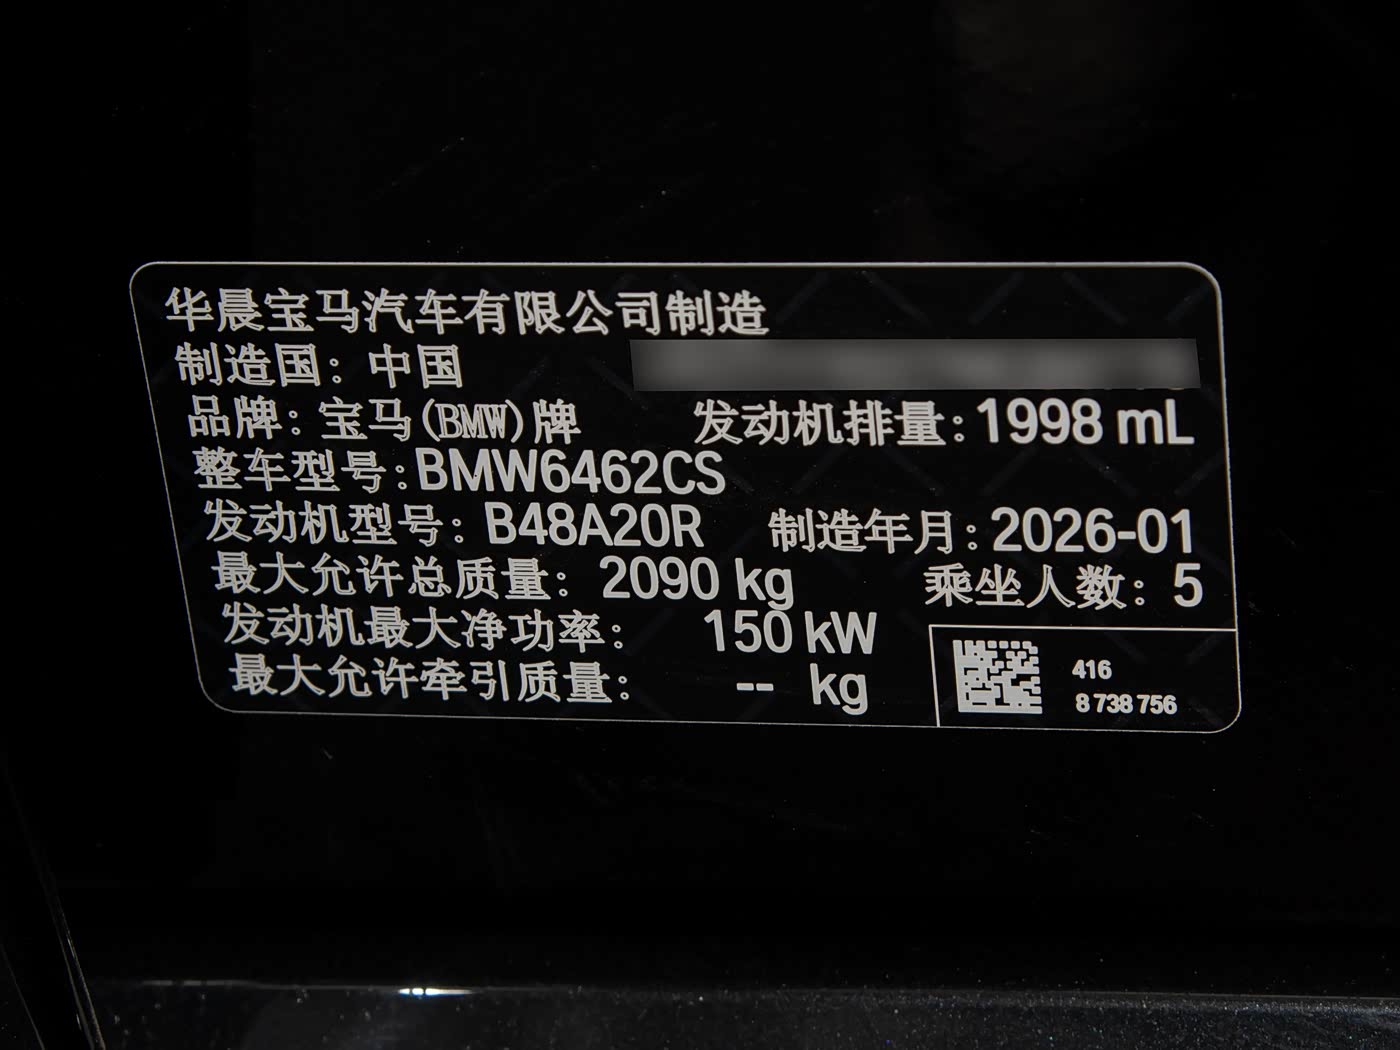 华晨宝马汽车有限公司制造
制造国：中国
品牌：宝马(BMW)牌 发动机排量：1998 mL
整车型号：BMW6462CS
发动机型号：B48A20R 制造年月：2026-01
最大允许总质量：2090 kg 乘坐人数：5
发动机最大净功率：150 kW
最大允许牵引质量：-- kg
416
8 738 756